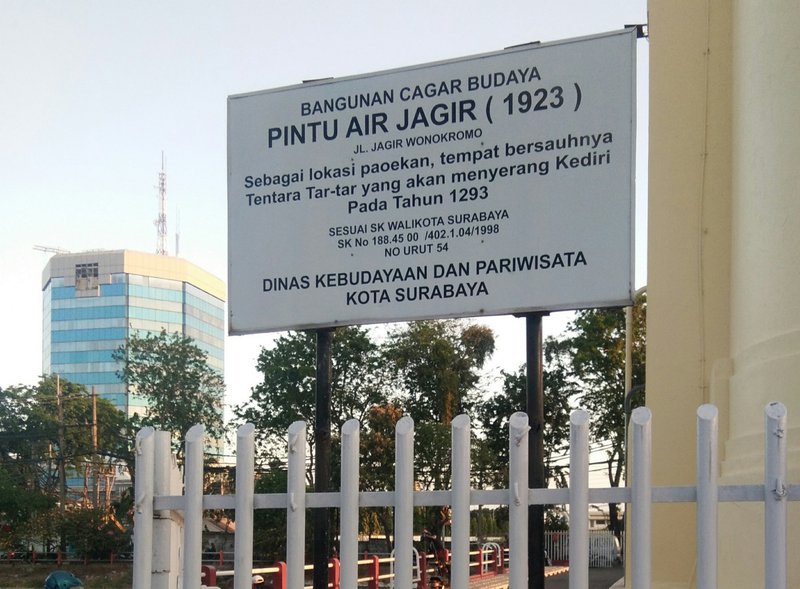 BANGUNAN CAGAR BUDAYA
PINTU AIR JAGIR ( 1923 )
JL. JAGIR WONOKROMO
Sebagai lokasi paoekan, tempat bersauhnya
Tentara Tar-tar yang akan menyerang Kediri
Pada Tahun 1293
SESUAI SK WALIKOTA SURABAYA
SK No 188.45 00 /402.1.04/1998
NO URUT 54
DINAS KEBUDAYAAN DAN PARIWISATA
KOTA SURABAYA